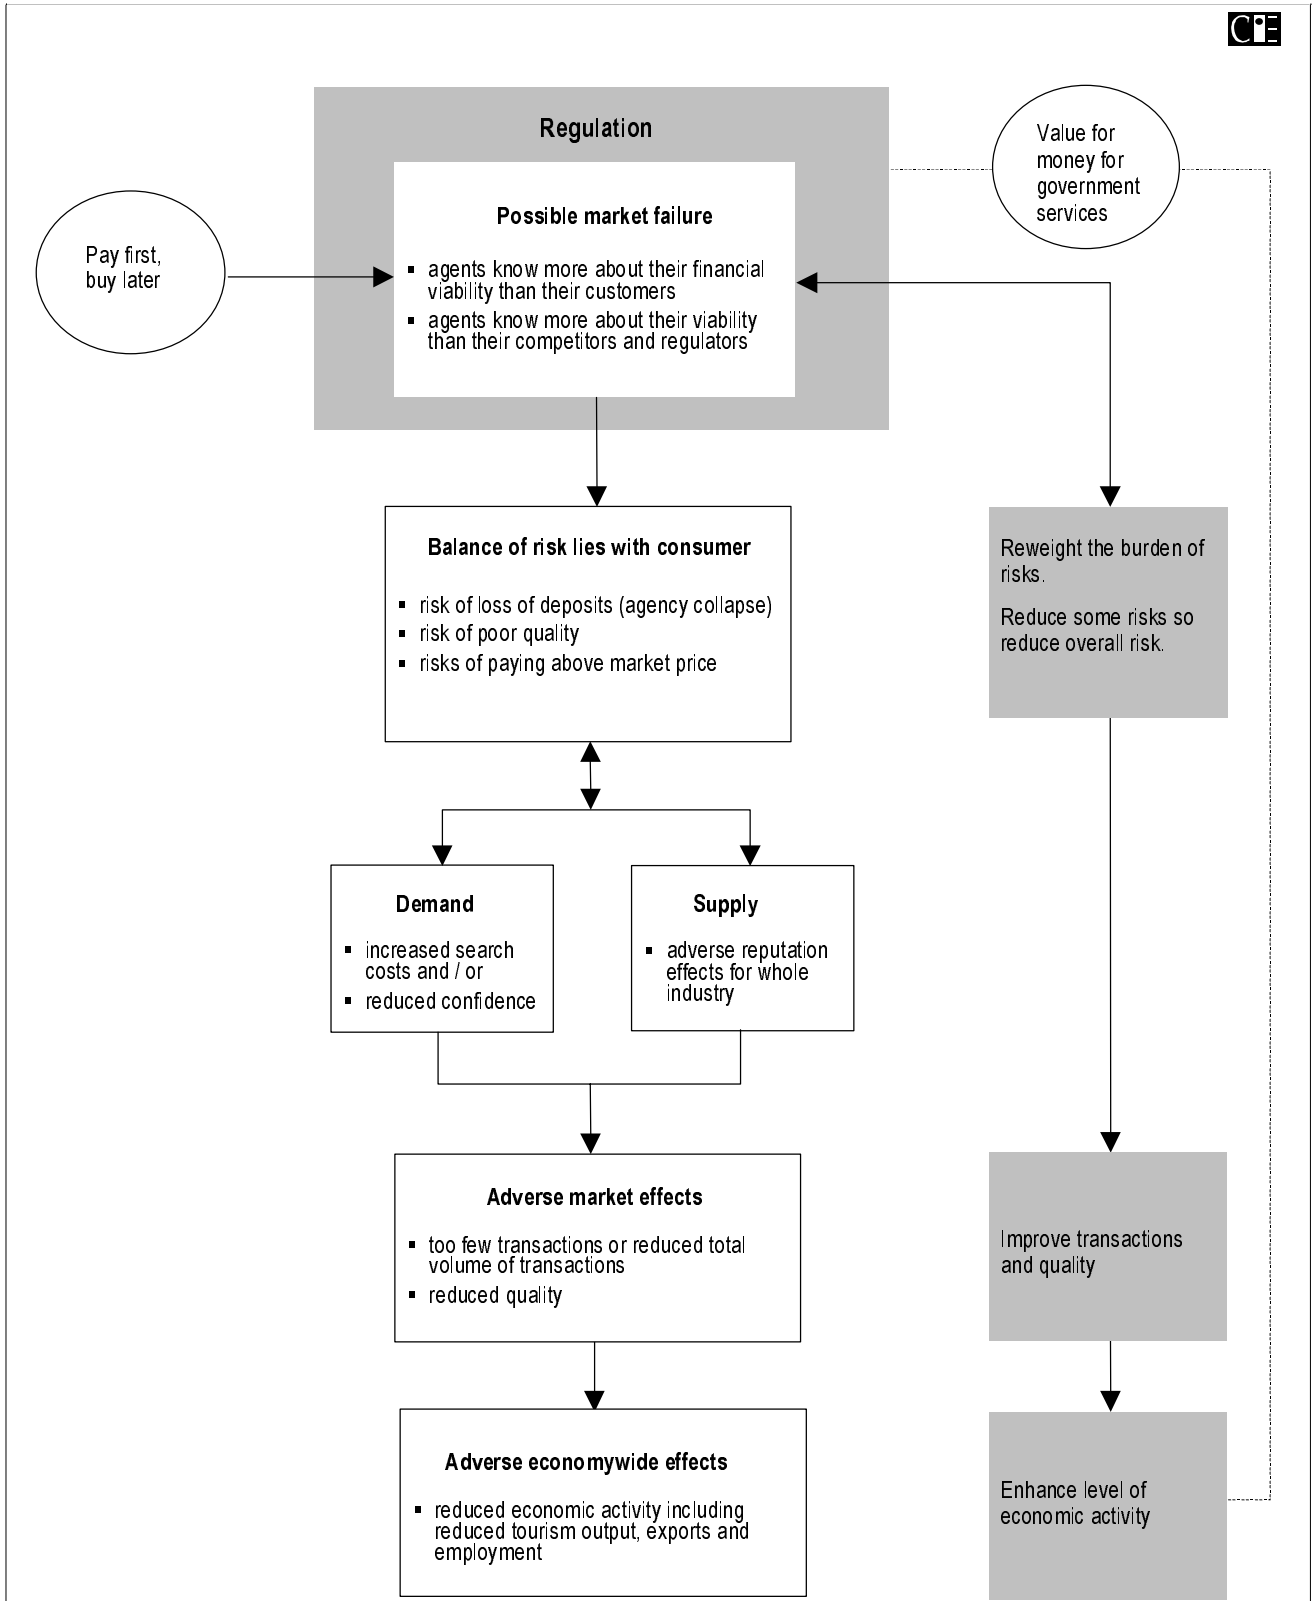 CIE
Regulation
Value for
money for
government
services
Possible market failure
Pay first,
buy later
▪ agents know more about their financial
viability than their customers
▪ agents know more about their viability
than their competitors and regulators
Balance of risk lies with consumer
▪ risk of loss of deposits (agency collapse)
▪ risk of poor quality
▪ risks of paying above market price
Reweight the burden of
risks.
Reduce some risks so
reduce overall risk.
Demand
▪ increased search
costs and / or
▪ reduced confidence
Supply
▪ adverse reputation
effects for whole
industry
Adverse market effects
▪ too few transactions or reduced total
volume of transactions
▪ reduced quality
Improve transactions
and quality
Adverse economywide effects
▪ reduced economic activity including
reduced tourism output, exports and
employment
Enhance level of
economic activity